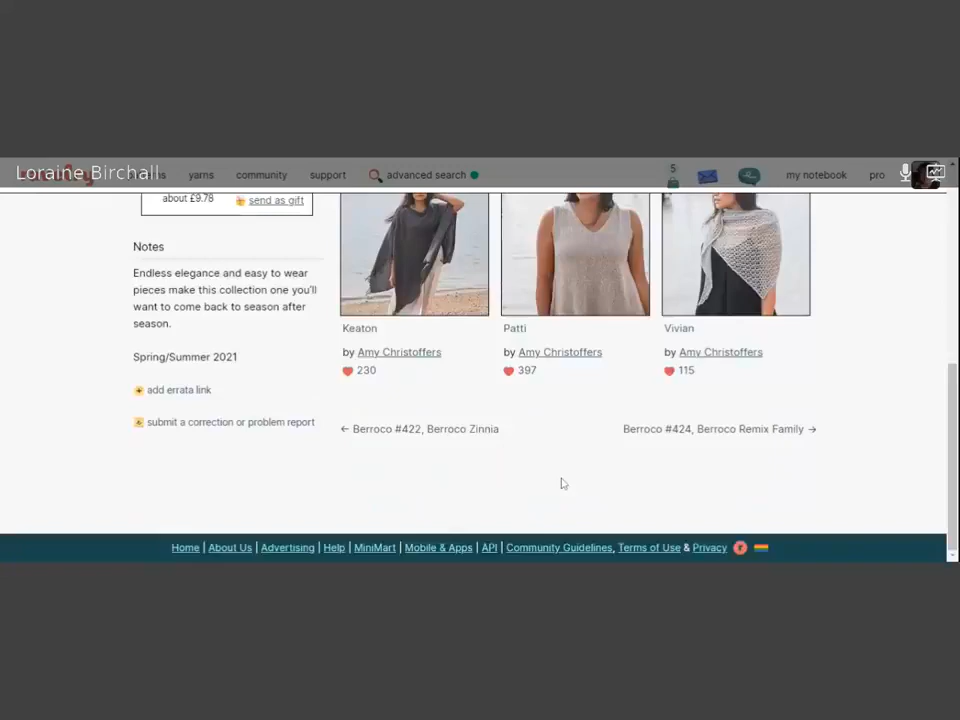 Loraine Birchall
yarns community support advanced search 5 my notebook pro
about £9.78 send as gift
Notes
Endless elegance and easy to wear
pieces make this collection one you'll
want to come back to season after
season.
Spring/Summer 2021
add errata link
submit a correction or problem report
Keaton
by Amy Christoffers
230
Patti
by Amy Christoffers
397
Vivian
by Amy Christoffers
115
← Berroco #422, Berroco Zinnia
Berroco #424, Berroco Remix Family →
Home | About Us | Advertising | Help | MiniMart | Mobile & Apps | API | Community Guidelines, Terms of Use & Privacy